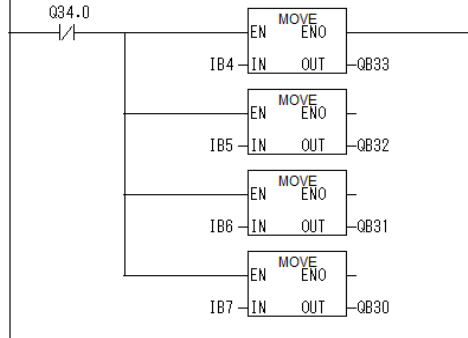 Q34.0
MOVE
EN ENO
IB4 IN OUT QB33
MOVE
EN ENO
IB5 IN OUT QB32
MOVE
EN ENO
IB6 IN OUT QB31
MOVE
EN ENO
IB7 IN OUT QB30